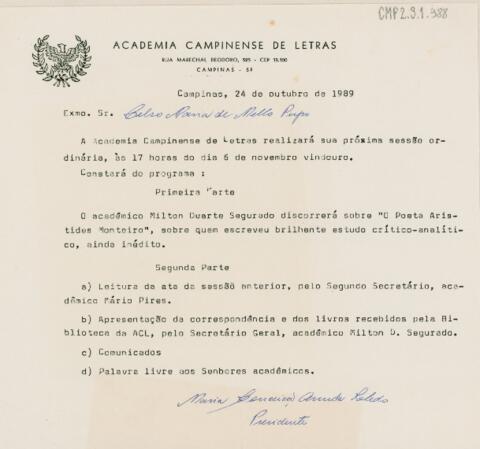 CMP2.3.1.988
ACADEMIA CAMPINENSE DE LETRAS
RUA MARECHAL DEODORO, 525 - CEP 13.100
CAMPINAS - SP
Campinas, 24 de outubro de 1989
Exmo. Sr. Celso Maria de Mello Pupo
A Academia Campinense de Letras realizará sua próxima sessão or-
dinária, às 17 horas do dia 6 de novembro vindouro.
Constará do programa :
Primeira Parte
O acadêmico Milton Duarte Segurado discorrerá sobre "O Poeta Aris-
tides Monteiro", sobre quem escreveu brilhente estudo crítico-analíti-
co, ainda inédito.
Segunda Parte
a) Leitura da ata da sessão anterior, pelo Segundo Secretário, aca-
dêmico Mário Pires.
b) Apresentação da correspondência e dos livros recebidos pela Bi-
blioteca da ACL, pelo Secretário Geral, acadêmico Milton D. Segurado.
c) Comunicados
d) Palavra livre aos Senhores acadêmicos.
Maria Arruda Toledo
Presidente